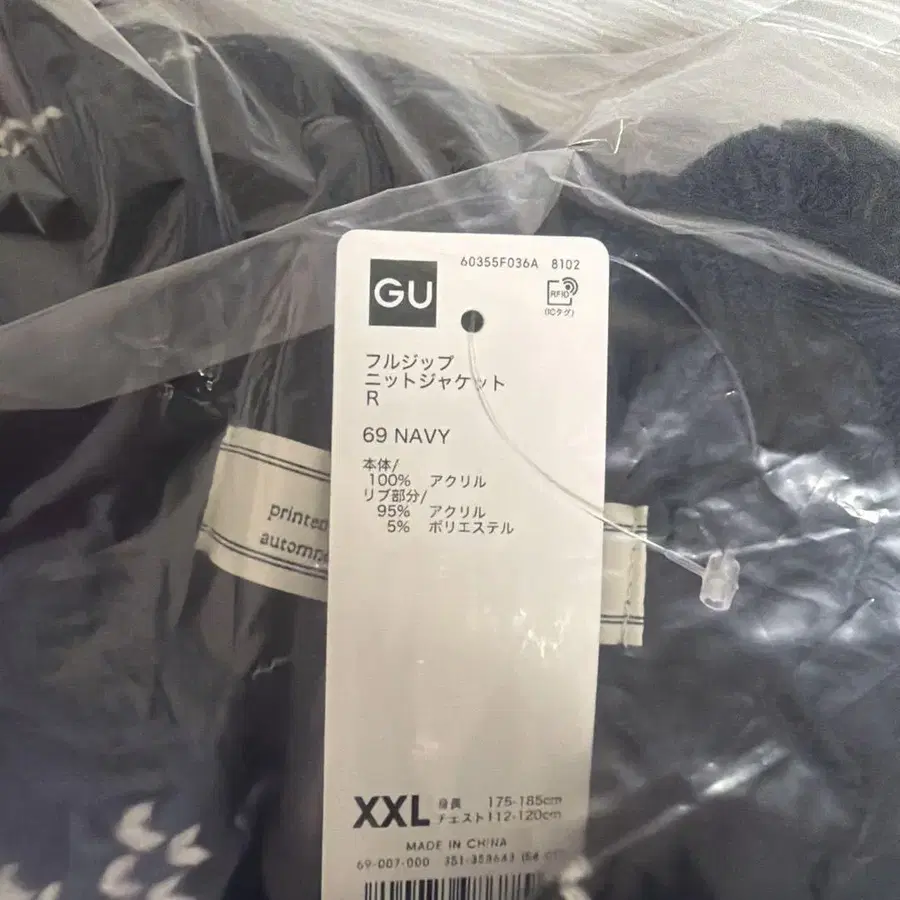 GU
60355F036A 8102
RFID
(ICタグ)
フルジップ
ニットジャケット
R
69 NAVY
本体/
100% アクリル
リブ部分/
95% アクリル
5% ポリエステル
printed
automne
XXL
身長 175-185cm
チェスト112-120cm
MADE IN CHINA
69-007-000